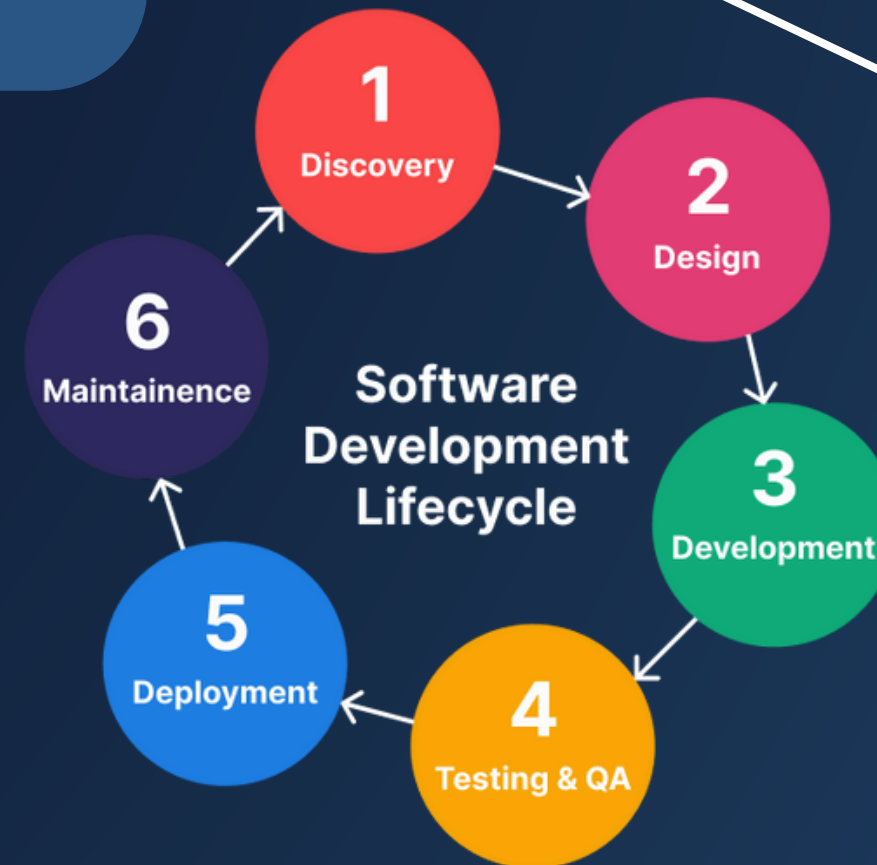 1
Discovery
2
Design
3
Development
4
Testing & QA
5
Deployment
6
Maintainence
Software
Development
Lifecycle